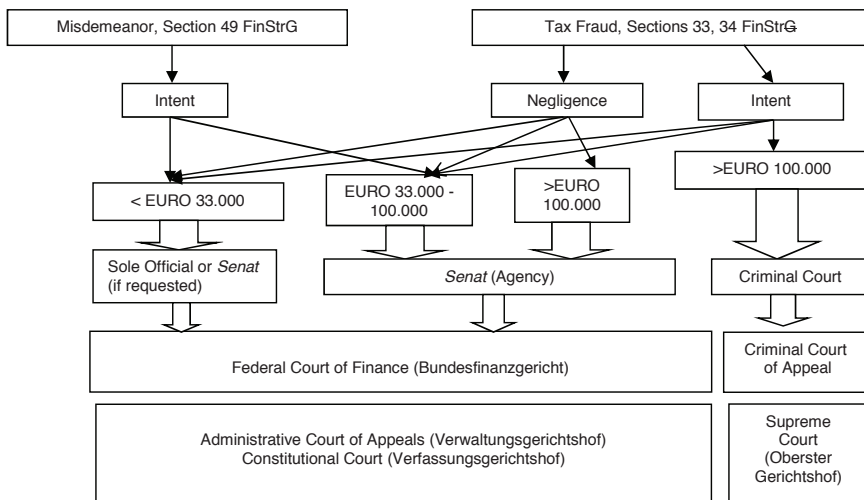 Misdemeanor, Section 49 FinStrG
Tax Fraud, Sections 33, 34 FinStrG
Intent
Negligence
Intent
< EURO 33.000
EURO 33.000 -
100.000
>EURO
100.000
>EURO 100.000
Sole Official or Senat
(if requested)
Senat (Agency)
Criminal Court
Federal Court of Finance (Bundesfinanzgericht)
Criminal Court
of Appeal
Administrative Court of Appeals (Verwaltungsgerichtshof)
Constitutional Court (Verfassungsgerichtshof)
Supreme
Court
(Oberster
Gerichtshof)